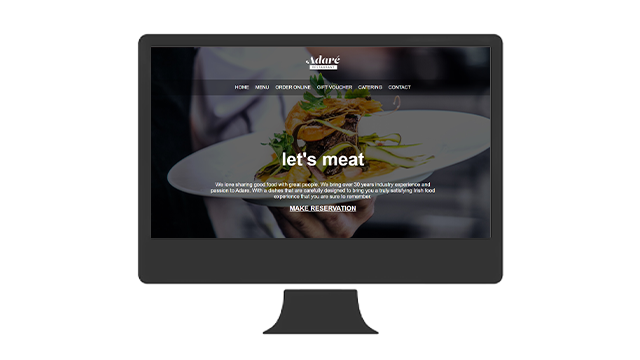 Adaré
HOME MENU ORDER ONLINE GIFT VOUCHER CATERING CONTACT
let's meat
We love sharing good food with great people. We bring over 30 years industry experience and
passion to Adare. With a dishes that are carefully designed to bring you a truly satisfying Irish food
experience that you are sure to remember.
MAKE RESERVATION